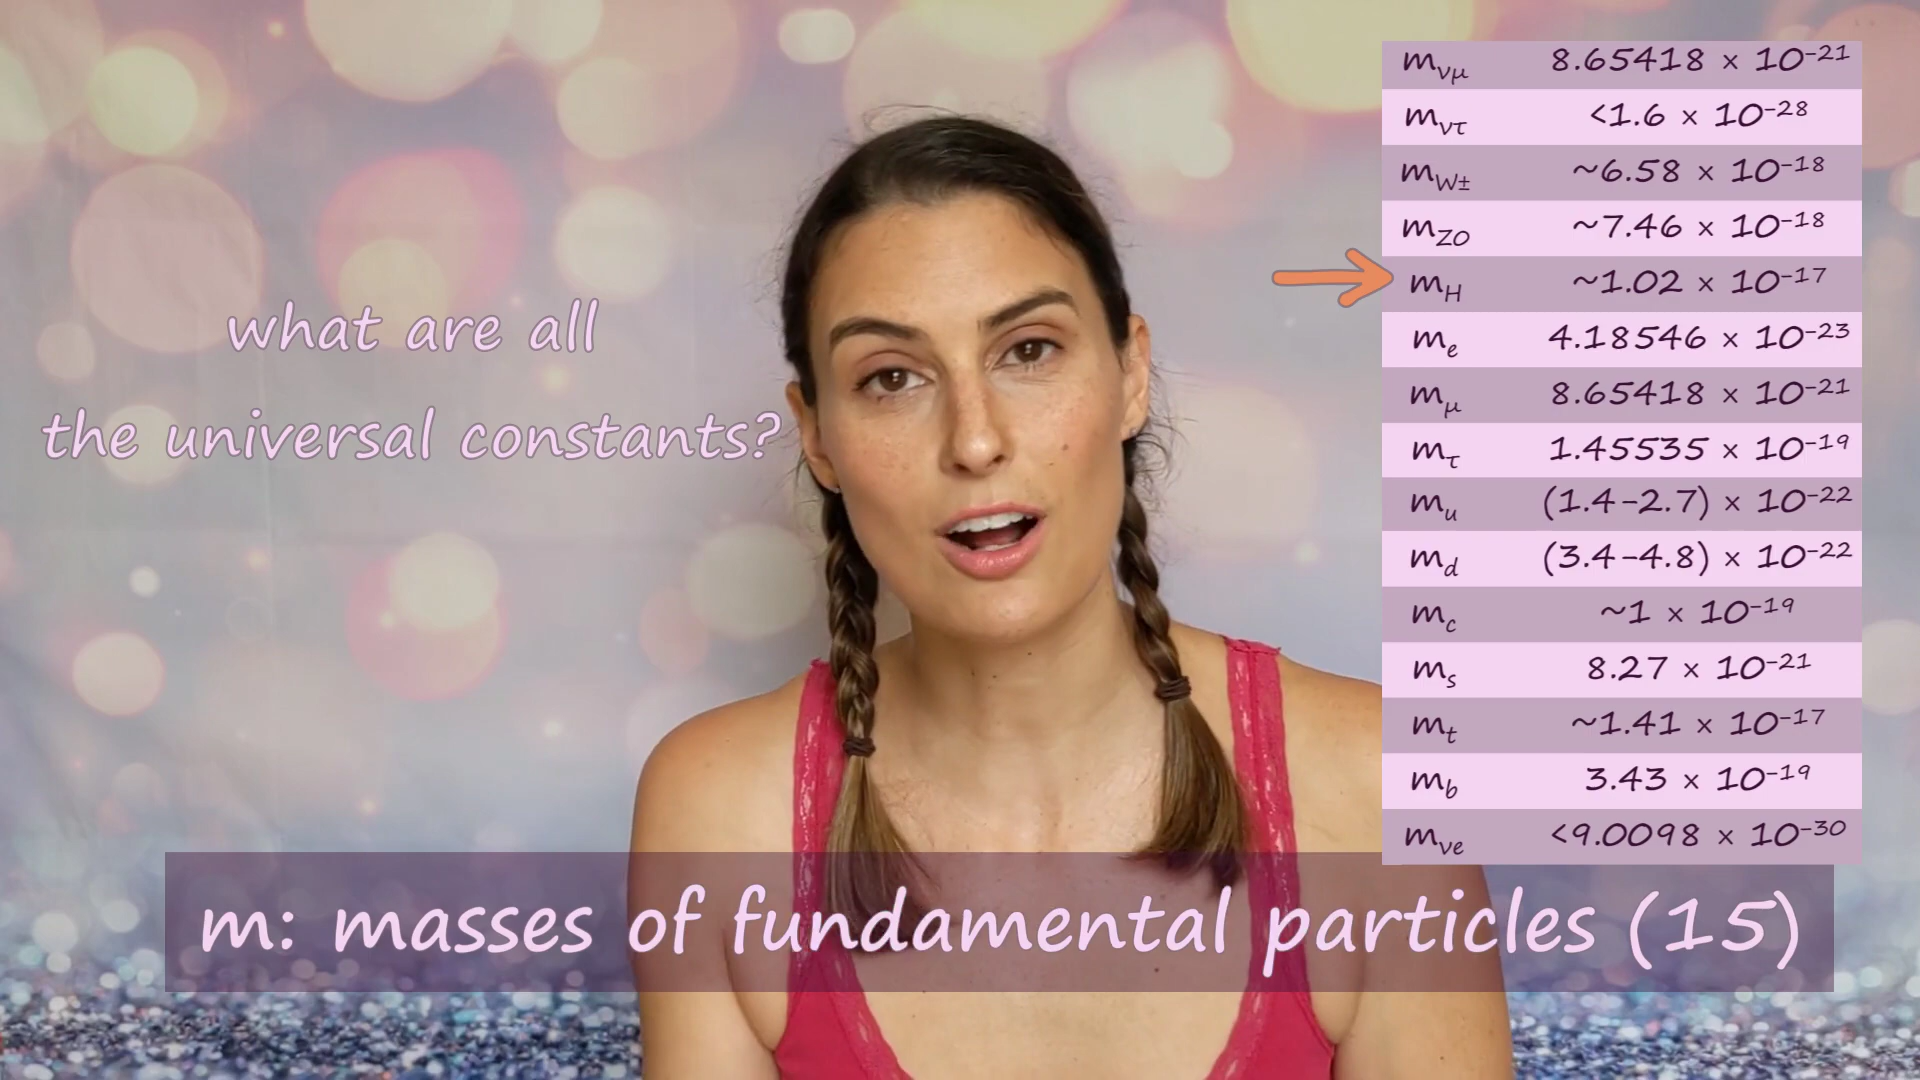 what are all
the universal constants?
mνμ 8.65418 × 10⁻²¹
mντ <1.6 × 10⁻²⁸
mW± ~6.58 × 10⁻¹⁸
mZO ~7.46 × 10⁻¹⁸
mH ~1.02 × 10⁻¹⁷
me 4.18546 × 10⁻²³
mμ 8.65418 × 10⁻²¹
mτ 1.45535 × 10⁻¹⁹
mu (1.4-2.7) × 10⁻²²
md (3.4-4.8) × 10⁻²²
mc ~1 × 10⁻¹⁹
ms 8.27 × 10⁻²¹
mt ~1.41 × 10⁻¹⁷
mb 3.43 × 10⁻¹⁹
mνe <9.0098 × 10⁻³⁰
m: masses of fundamental particles (15)